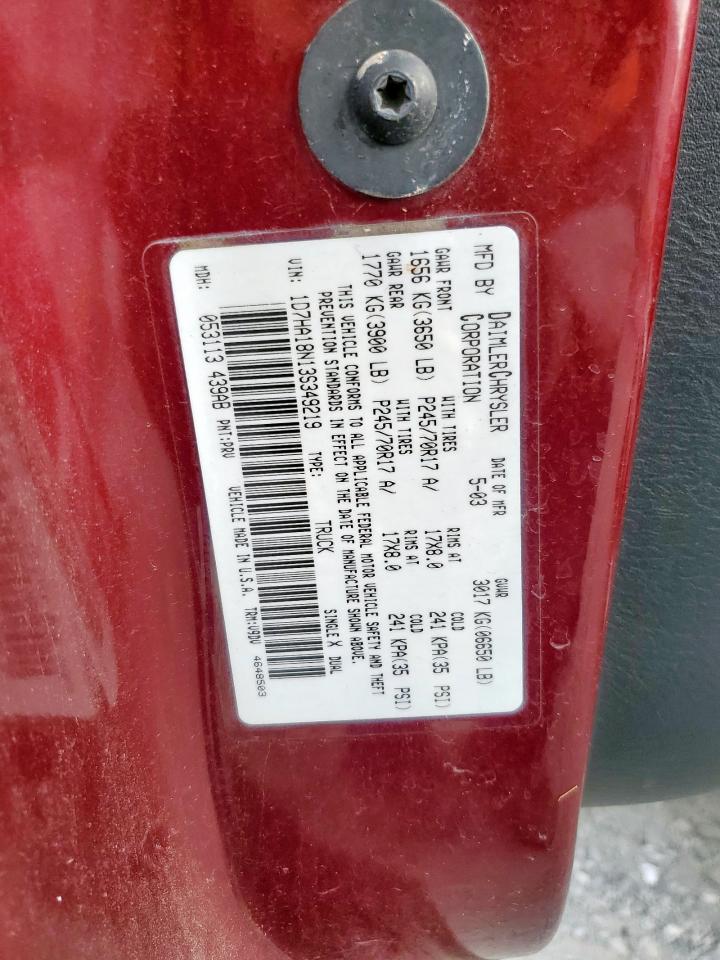 MFD BY DAIMLERCHRYSLER CORPORATION DATE OF MFR 5-03 GVWR 3017 KG(06650 LB)
GAWR FRONT WITH TIRES RIMS AT COLD
1656 KG(3650 LB) P245/70R17 A/ 17X8.0 241 KPA(35 PSI)
GAWR REAR WITH TIRES RIMS AT COLD
1770 KG(3900 LB) P245/70R17 A/ 17X8.0 241 KPA(35 PSI)
THIS VEHICLE CONFORMS TO ALL APPLICABLE FEDERAL MOTOR VEHICLE SAFETY AND THEFT
PREVENTION STANDARDS IN EFFECT ON THE DATE OF MANUFACTURE SHOWN ABOVE.
VIN: 1D7HA18N13S349219 TYPE: TRUCK SINGLE X DUAL
MDH: 053113 439AB PNT:PRV VEHICLE MADE IN U.S.A. TRM:V9DV 4648503